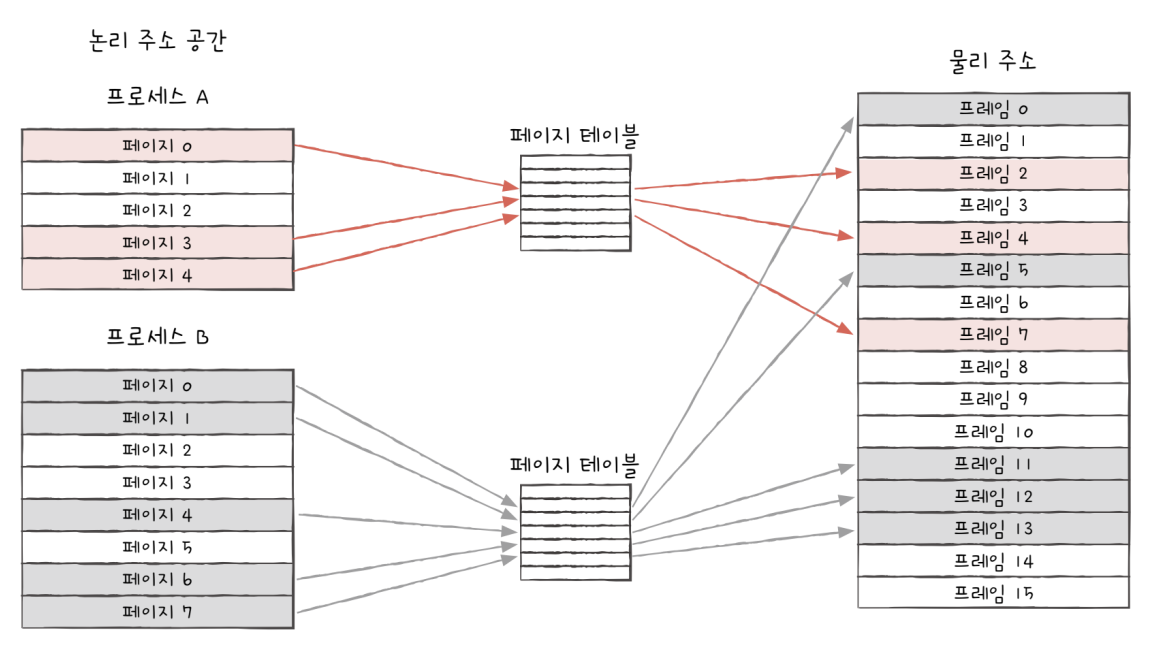 논리 주소 공간
프로세스 A
페이지 0
페이지 1
페이지 2
페이지 3
페이지 4
프로세스 B
페이지 0
페이지 1
페이지 2
페이지 3
페이지 4
페이지 5
페이지 6
페이지 7
페이지 테이블
페이지 테이블
물리 주소
프레임 0
프레임 1
프레임 2
프레임 3
프레임 4
프레임 5
프레임 6
프레임 7
프레임 8
프레임 9
프레임 10
프레임 11
프레임 12
프레임 13
프레임 14
프레임 15